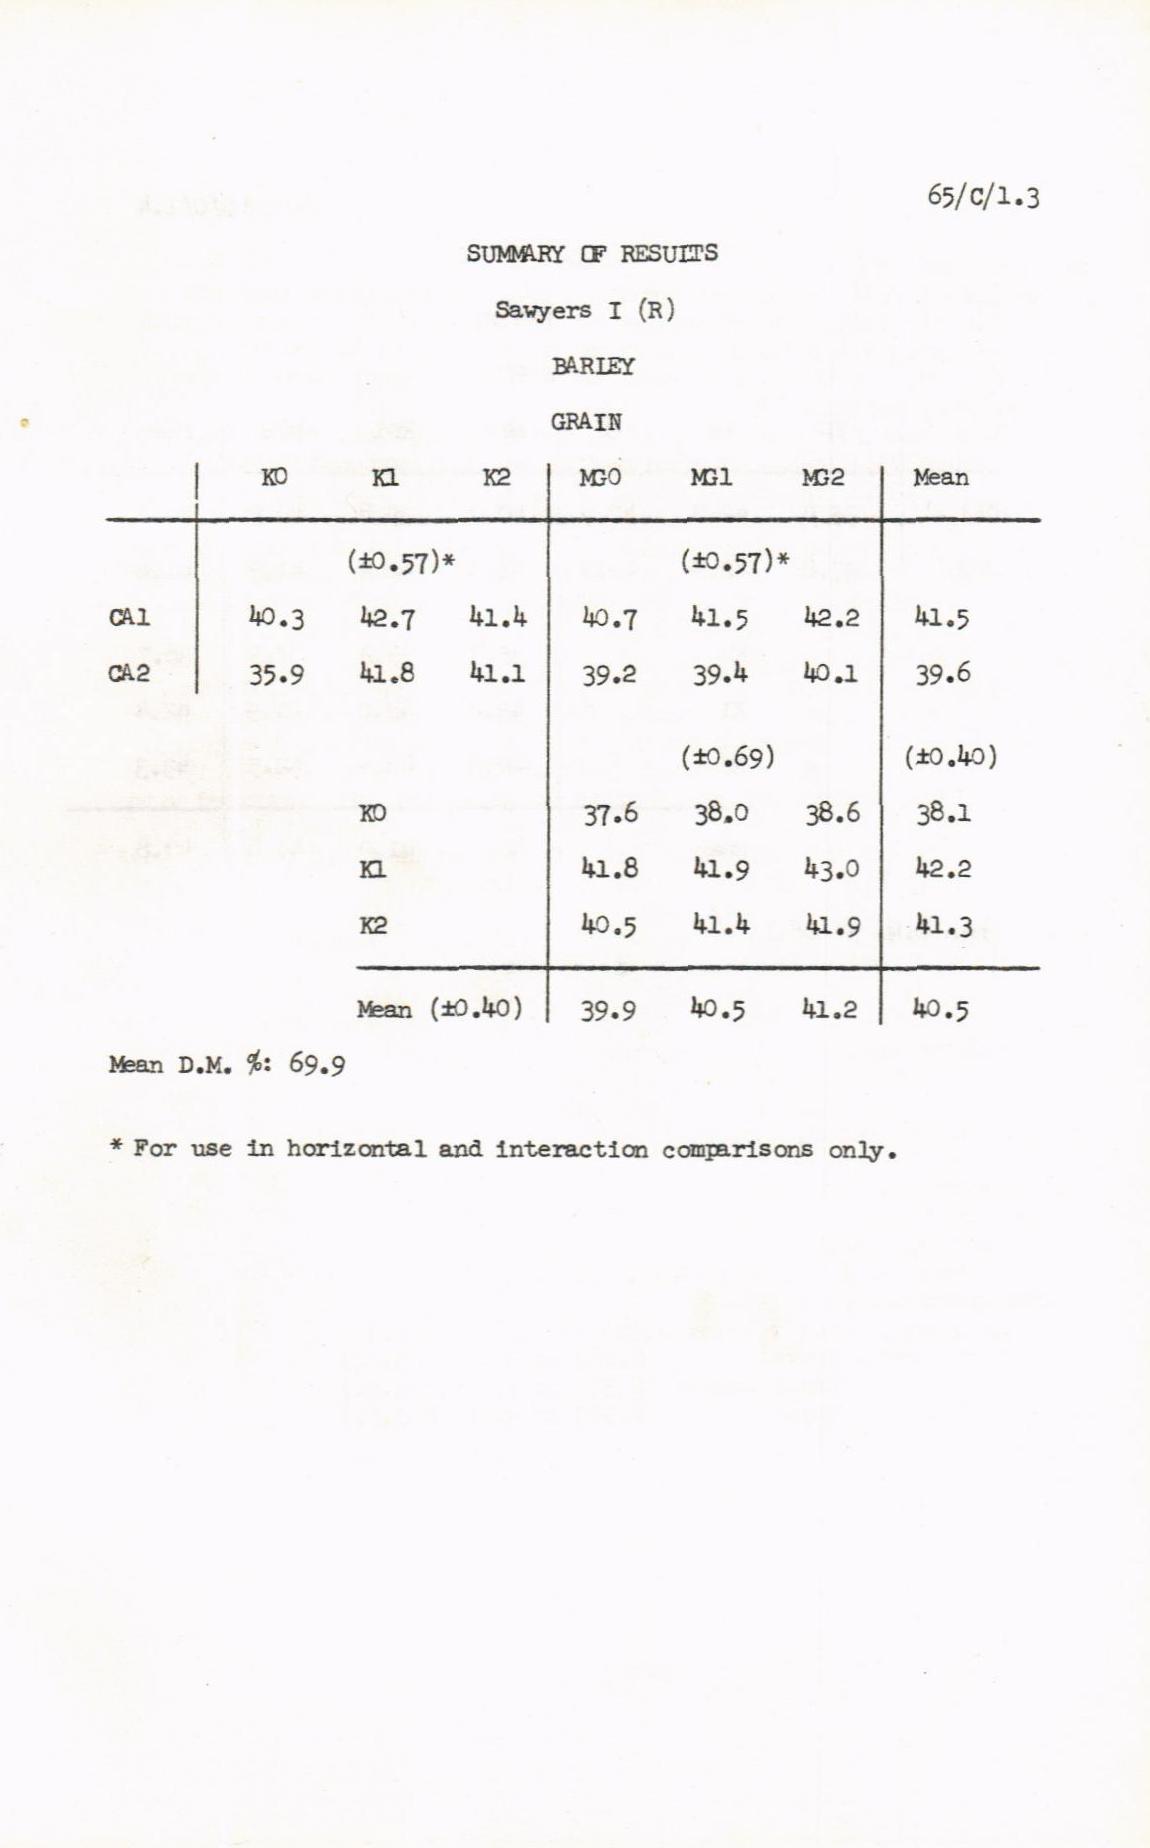 65/C/1.3
SUMMARY OF RESULTS
Sawyers I (R)
BARLEY
GRAIN
K0 K1 K2 MG0 MG1 MG2 Mean
(±0.57)* (±0.57)*
CA1 40.3 42.7 41.4 40.7 41.5 42.2 41.5
CA2 35.9 41.8 41.1 39.2 39.4 40.1 39.6
(±0.69) (±0.40)
K0 37.6 38.0 38.6 38.1
K1 41.8 41.9 43.0 42.2
K2 40.5 41.4 41.9 41.3
Mean (±0.40) 39.9 40.5 41.2 40.5
Mean D.M. %: 69.9
* For use in horizontal and interaction comparisons only.